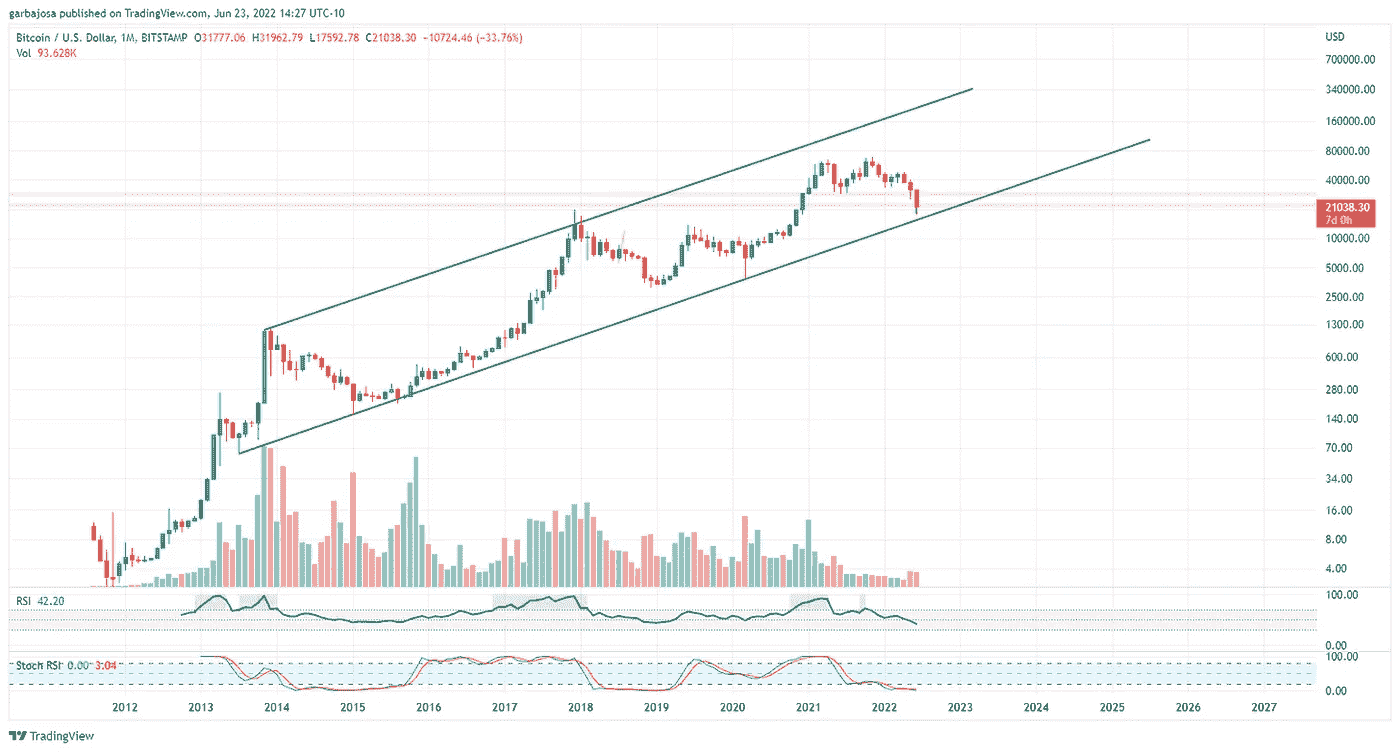 garbajosa published on TradingView.com, Jun 23, 2022 14:27 UTC-10
Bitcoin / U.S. Dollar, 1M, BITSTAMP O31777.06 H31962.79 L17592.78 C21038.30 −10724.46 (−33.76%)
Vol 93.628K
USD
700000.00
340000.00
160000.00
80000.00
40000.00
21038.30
7d 0h
10000.00
5000.00
2500.00
1300.00
600.00
280.00
140.00
70.00
34.00
16.00
8.00
4.00
RSI 42.20
100.00
0.00
Stoch RSI 0.00 3.04
100.00
0.00
2012 2013 2014 2015 2016 2017 2018 2019 2020 2021 2022 2023 2024 2025 2026 2027
TradingView